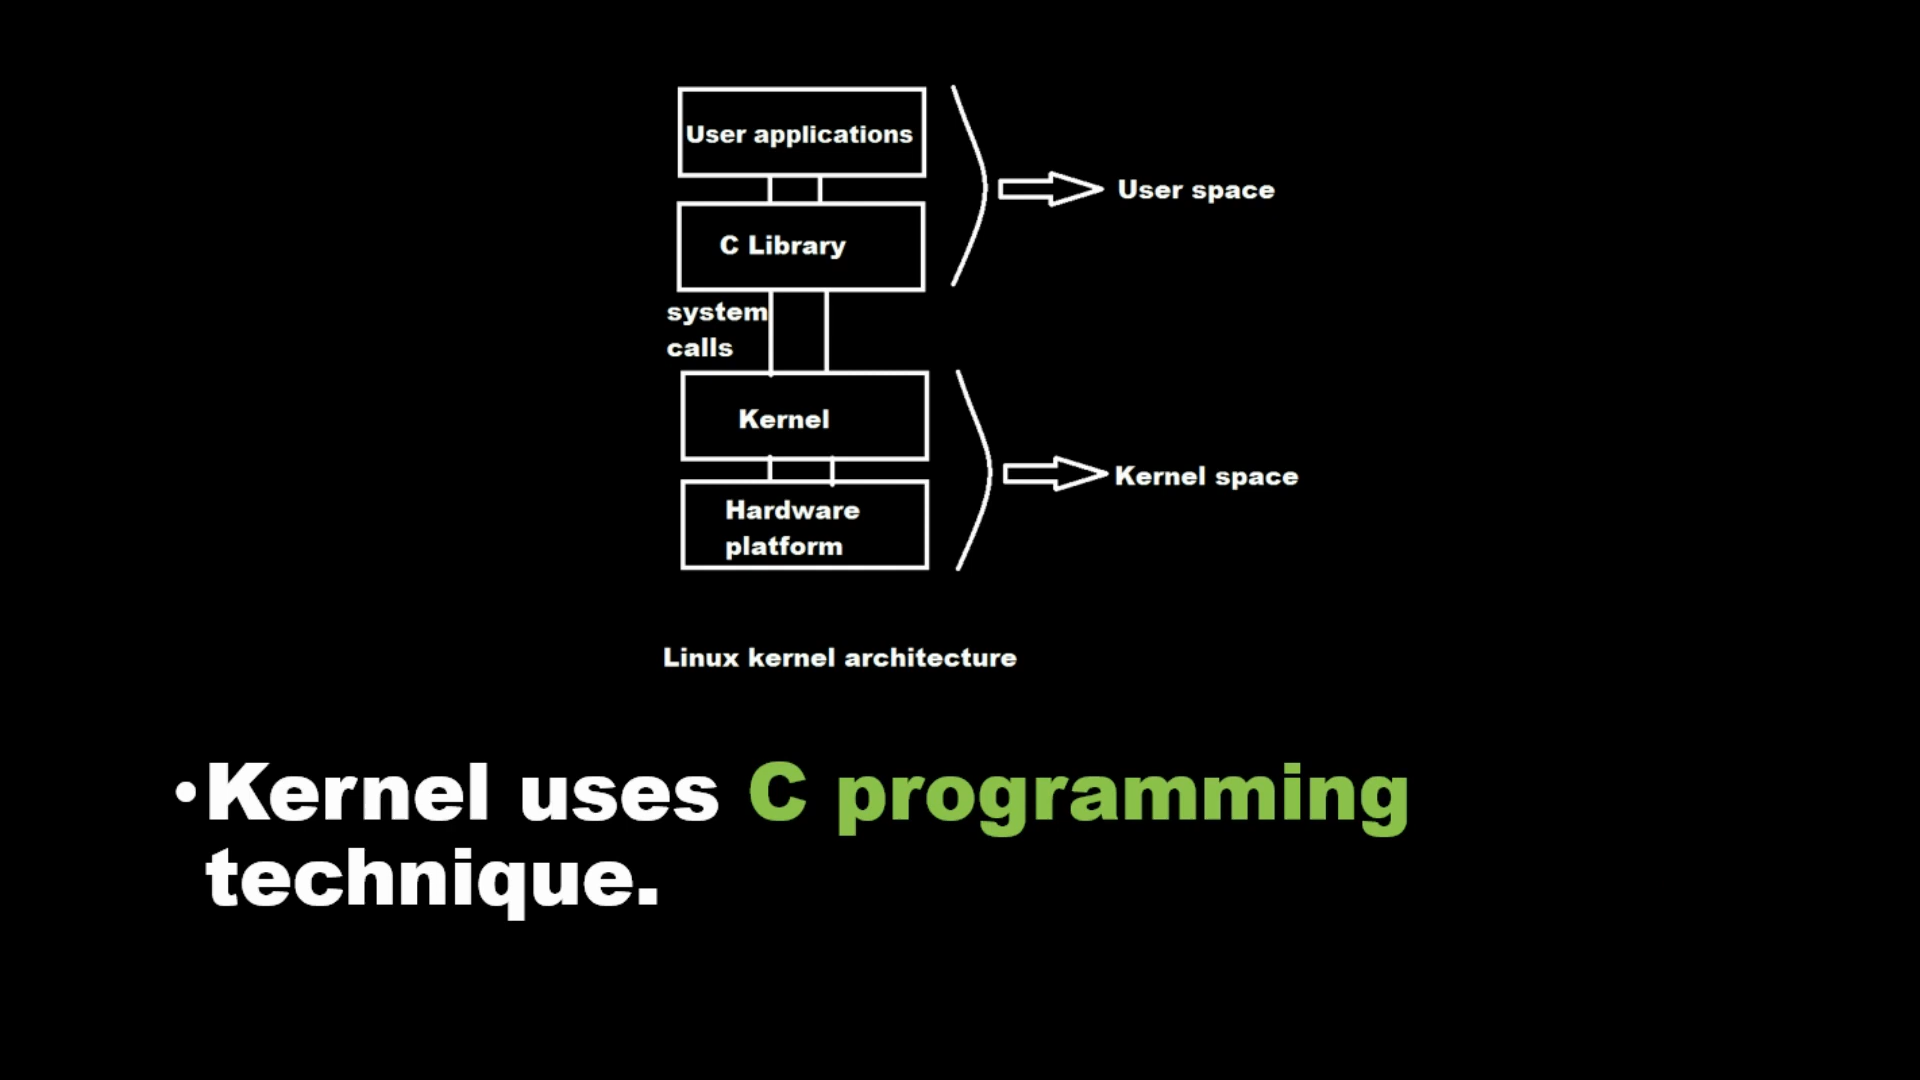 User applications
User space
C Library
system
calls
Kernel
Kernel space
Hardware
platform
Linux kernel architecture
•Kernel uses C programming
technique.